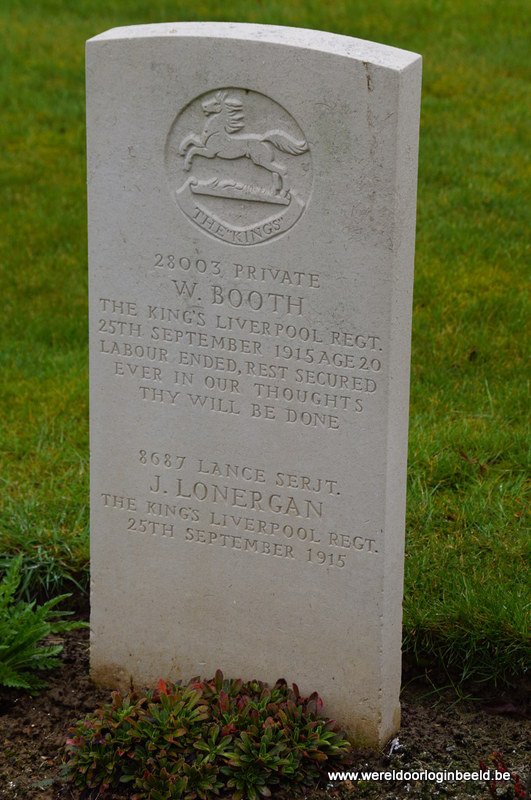 THE "KINGS"
28003 PRIVATE
W. BOOTH
THE KING'S LIVERPOOL REGT.
25TH SEPTEMBER 1915 AGE 20
LABOUR ENDED, REST SECURED
EVER IN OUR THOUGHTS
THY WILL BE DONE
8687 LANCE SERJT.
J. LONERGAN
THE KING'S LIVERPOOL REGT.
25TH SEPTEMBER 1915
www.wereldoorloginbeeld.be